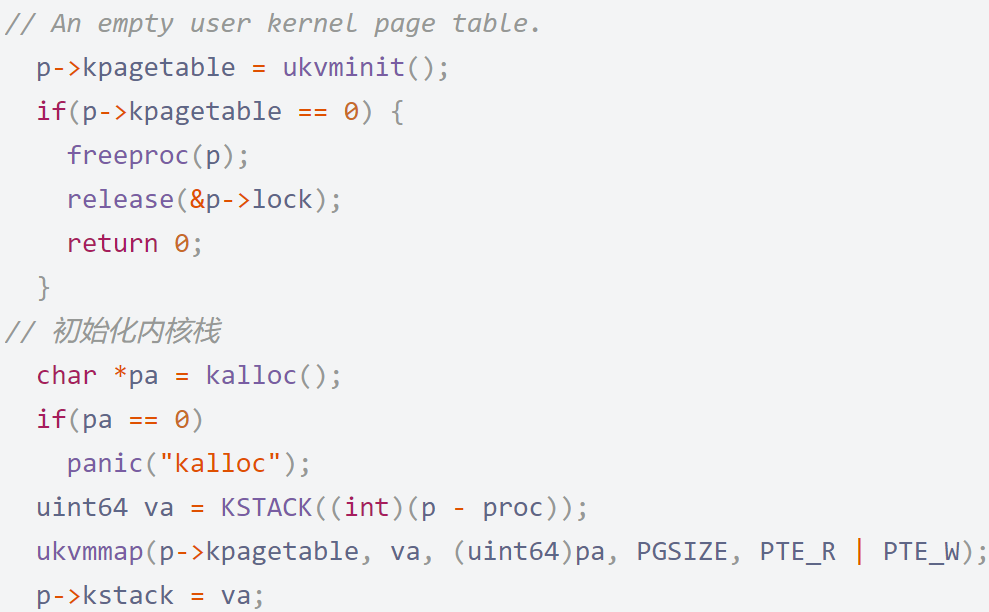 // An empty user kernel page table.
  p->kpagetable = ukvminit();
  if(p->kpagetable == 0) {
    freeproc(p);
    release(&p->lock);
    return 0;
  }
// 初始化内核栈
  char *pa = kalloc();
  if(pa == 0)
    panic("kalloc");
  uint64 va = KSTACK((int)(p - proc));
  ukvmmap(p->kpagetable, va, (uint64)pa, PGSIZE, PTE_R | PTE_W);
  p->kstack = va;